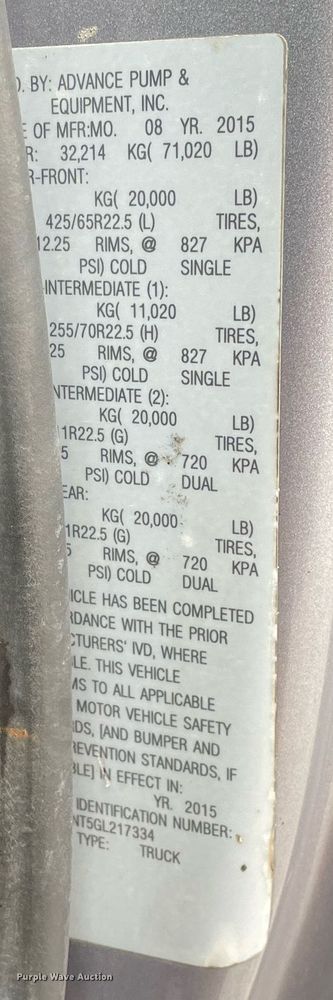 BY: ADVANCE PUMP &
EQUIPMENT, INC.
OF MFR:MO. 08 YR. 2015
R: 32,214 KG( 71,020 LB)
R-FRONT:
KG( 20,000 LB)
425/65R22.5 (L) TIRES,
12.25 RIMS, @ 827 KPA
PSI) COLD SINGLE
INTERMEDIATE (1):
KG( 11,020 LB)
255/70R22.5 (H) TIRES,
25 RIMS, @ 827 KPA
PSI) COLD SINGLE
NTERMEDIATE (2):
KG( 20,000 LB)
1R22.5 (G) TIRES,
5 RIMS, @ 720 KPA
PSI) COLD DUAL
EAR:
KG( 20,000 LB)
1R22.5 (G) TIRES,
RIMS, @ 720 KPA
PSI) COLD DUAL
ICLE HAS BEEN COMPLETED
RDANCE WITH THE PRIOR
CTURERS' IVD, WHERE
LE. THIS VEHICLE
MS TO ALL APPLICABLE
MOTOR VEHICLE SAFETY
RDS, [AND BUMPER AND
REVENTION STANDARDS, IF
BLE] IN EFFECT IN:
YR. 2015
IDENTIFICATION NUMBER:
NT5GL217334
TYPE: TRUCK
Purple Wave Auction